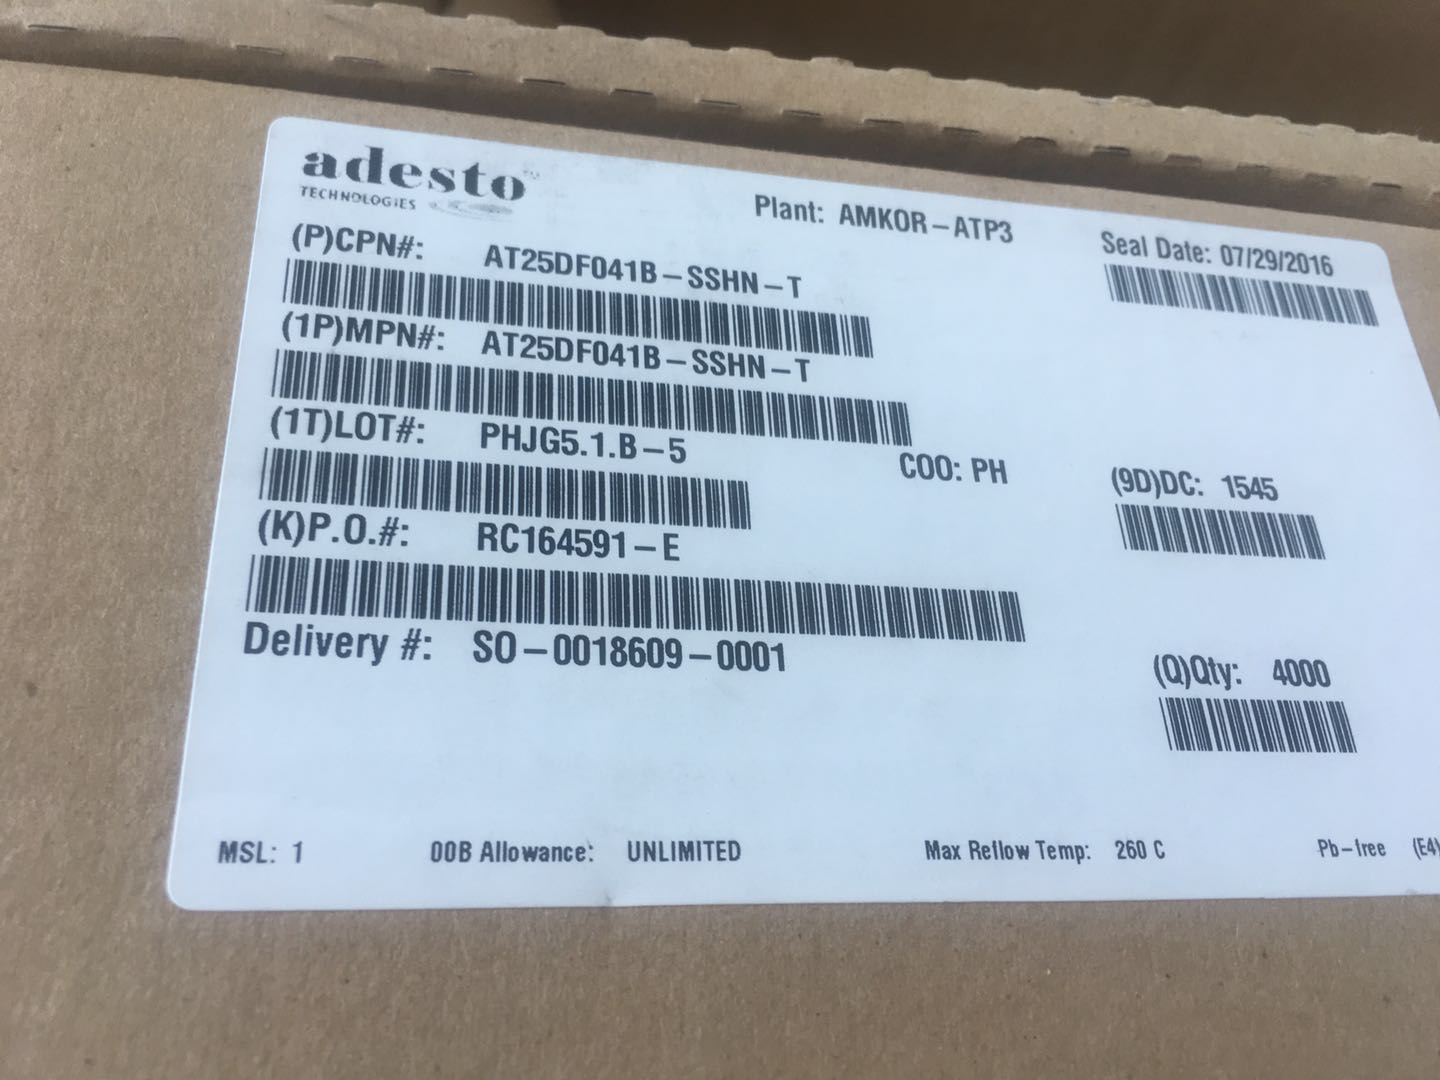 adesto™
TECHNOLOGIES
Plant: AMKOR-ATP3
Seal Date: 07/29/2016
(P)CPN#: AT25DF041B-SSHN-T
(1P)MPN#: AT25DF041B-SSHN-T
(1T)LOT#: PHJG5.1.B-5
COO: PH
(9D)DC: 1545
(K)P.O.#: RC164591-E
Delivery #: SO-0018609-0001
(Q)Qty: 4000
MSL: 1 OOB Allowance: UNLIMITED Max Reflow Temp: 260 C Pb-free (E4)